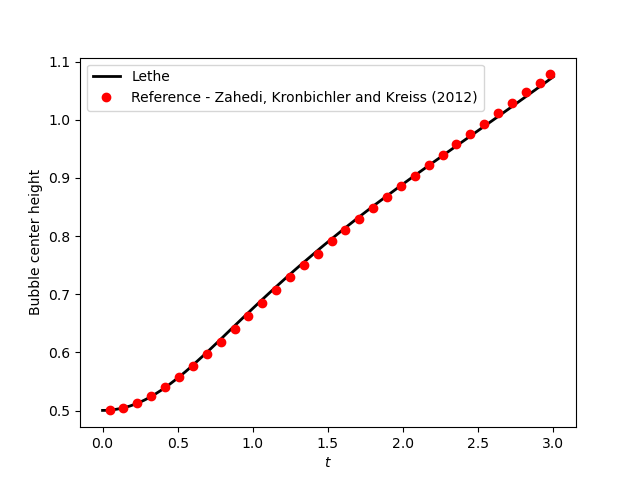 Lethe
Reference - Zahedi, Kronbichler and Kreiss (2012)
Bubble center height
1.1
1.0
0.9
0.8
0.7
0.6
0.5
0.0 0.5 1.0 1.5 2.0 2.5 3.0
t